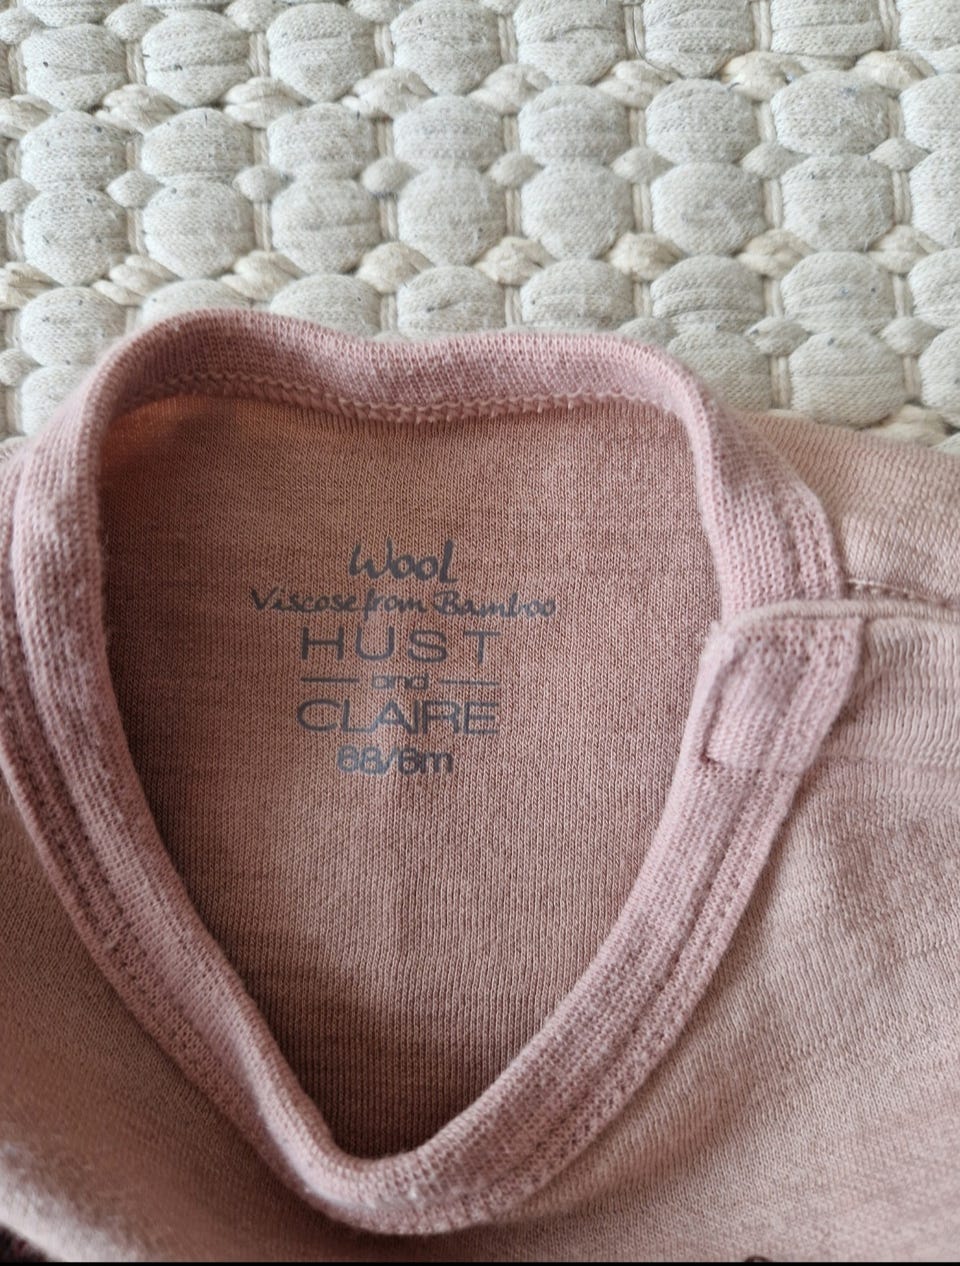 Wool
Viscose from Bamboo
HUST
and
CLAIRE
68/6m